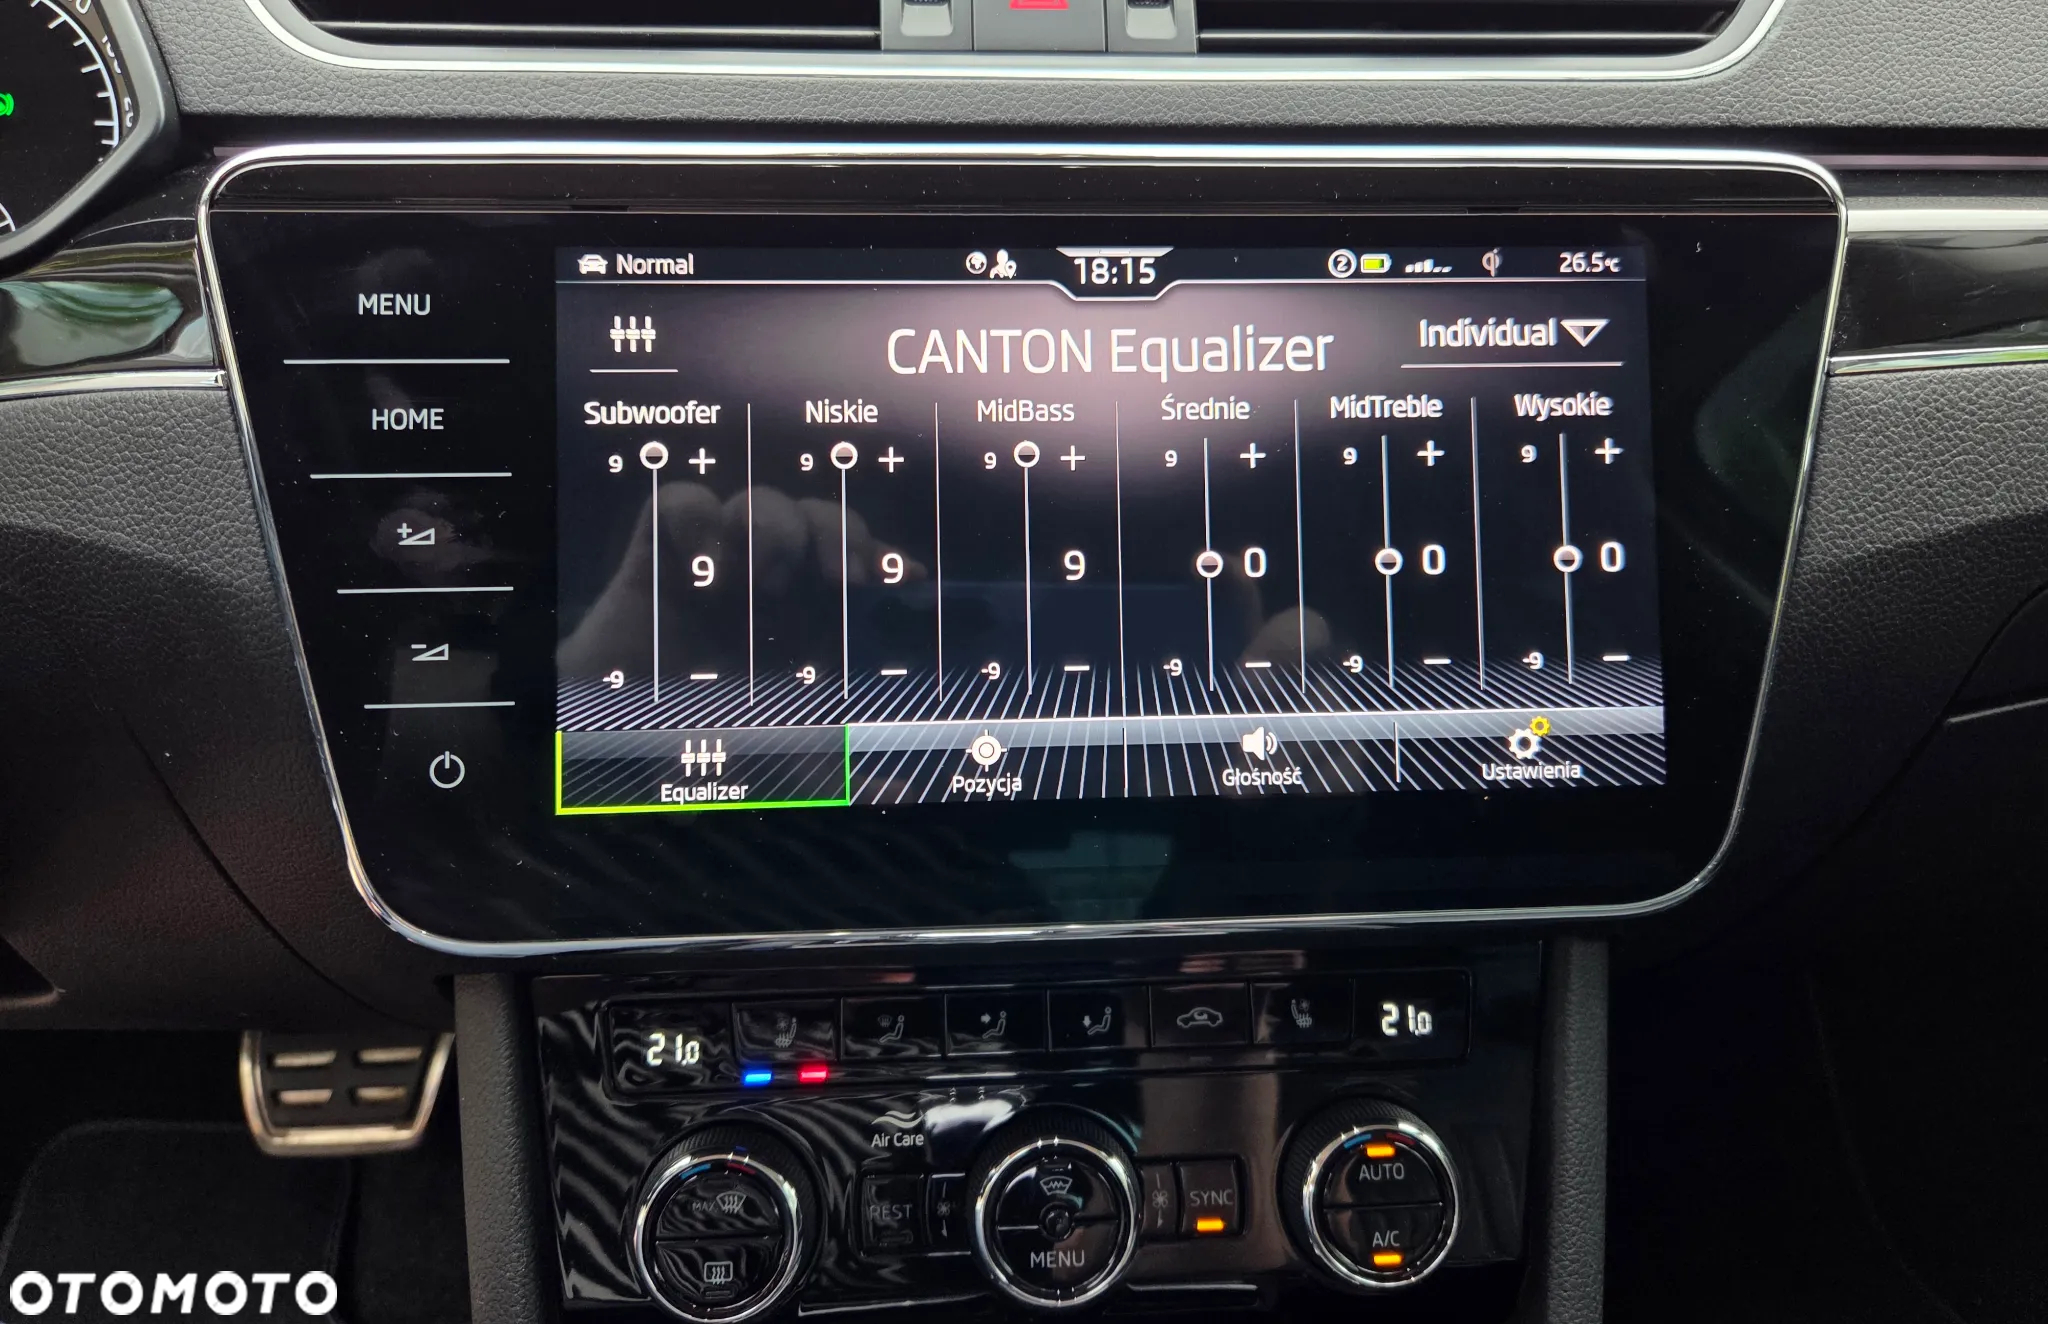 Normal 18:15 2 26.5°C
MENU
HOME
CANTON Equalizer
Individual
Subwoofer Niskie MidBass Średnie MidTreble Wysokie
9 + 9 + 9 + 9 + 9 + 9 +
9 9 9 0 0 0
-9 − -9 − -9 − -9 − -9 − -9 −
Equalizer Pozycja Głośność Ustawienia
21,0 21,0
Air Care
MAX REST MENU SYNC AUTO
A/C
OTOMOTO